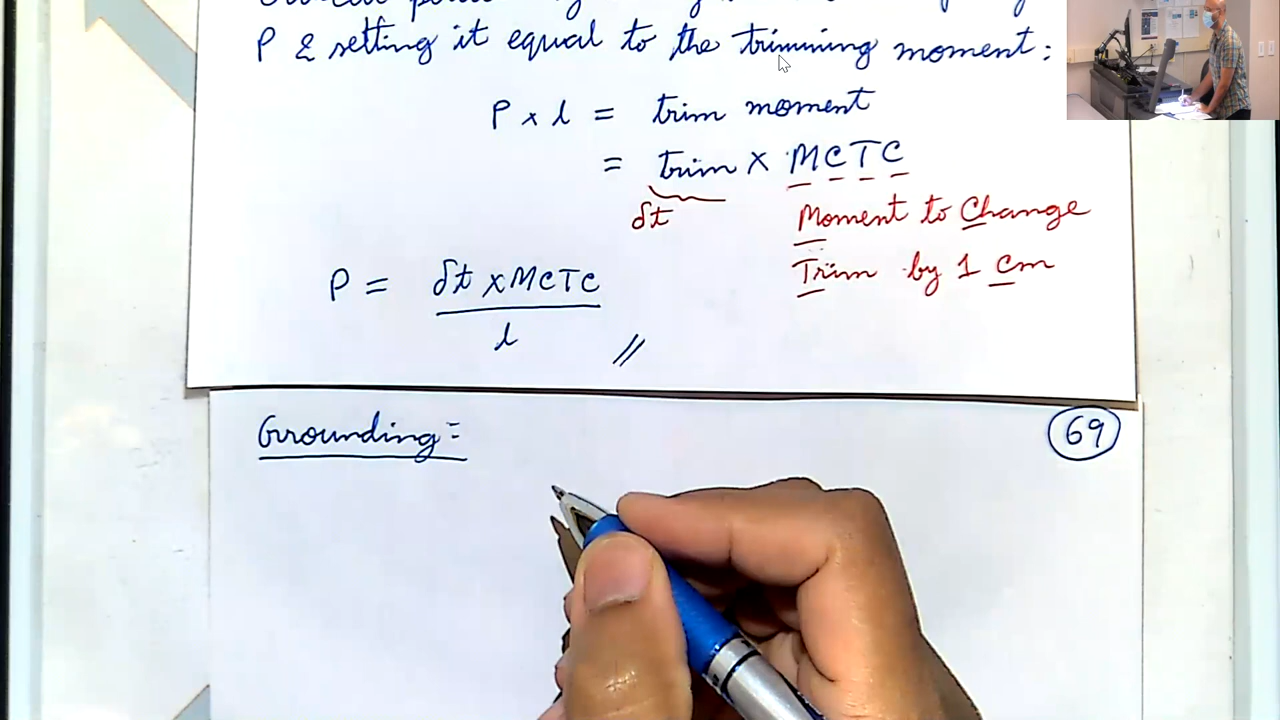 P & setting it equal to the trimming moment :
P × l = trim moment
= trim × MCTC
δt
Moment to Change
Trim by 1 cm
P = δt × MCTC
l
//
Grounding :-
69